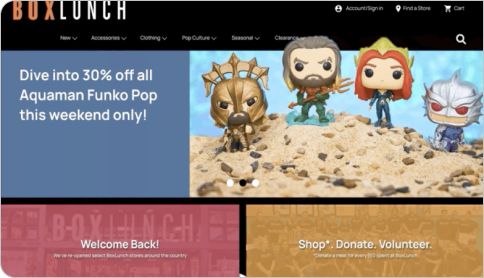 BOXLUNCH
Account/Sign in
Find a Store
Cart
New
Accessories
Clothing
Pop Culture
Seasonal
Clearance
Dive into 30% off all
Aquaman Funko Pop
this weekend only!
BOXLUNCH
Welcome Back!
We've reopened select BoxLunch stores around the country
Shop*. Donate. Volunteer.
*Donate a meal for every $10 spent at BoxLunch